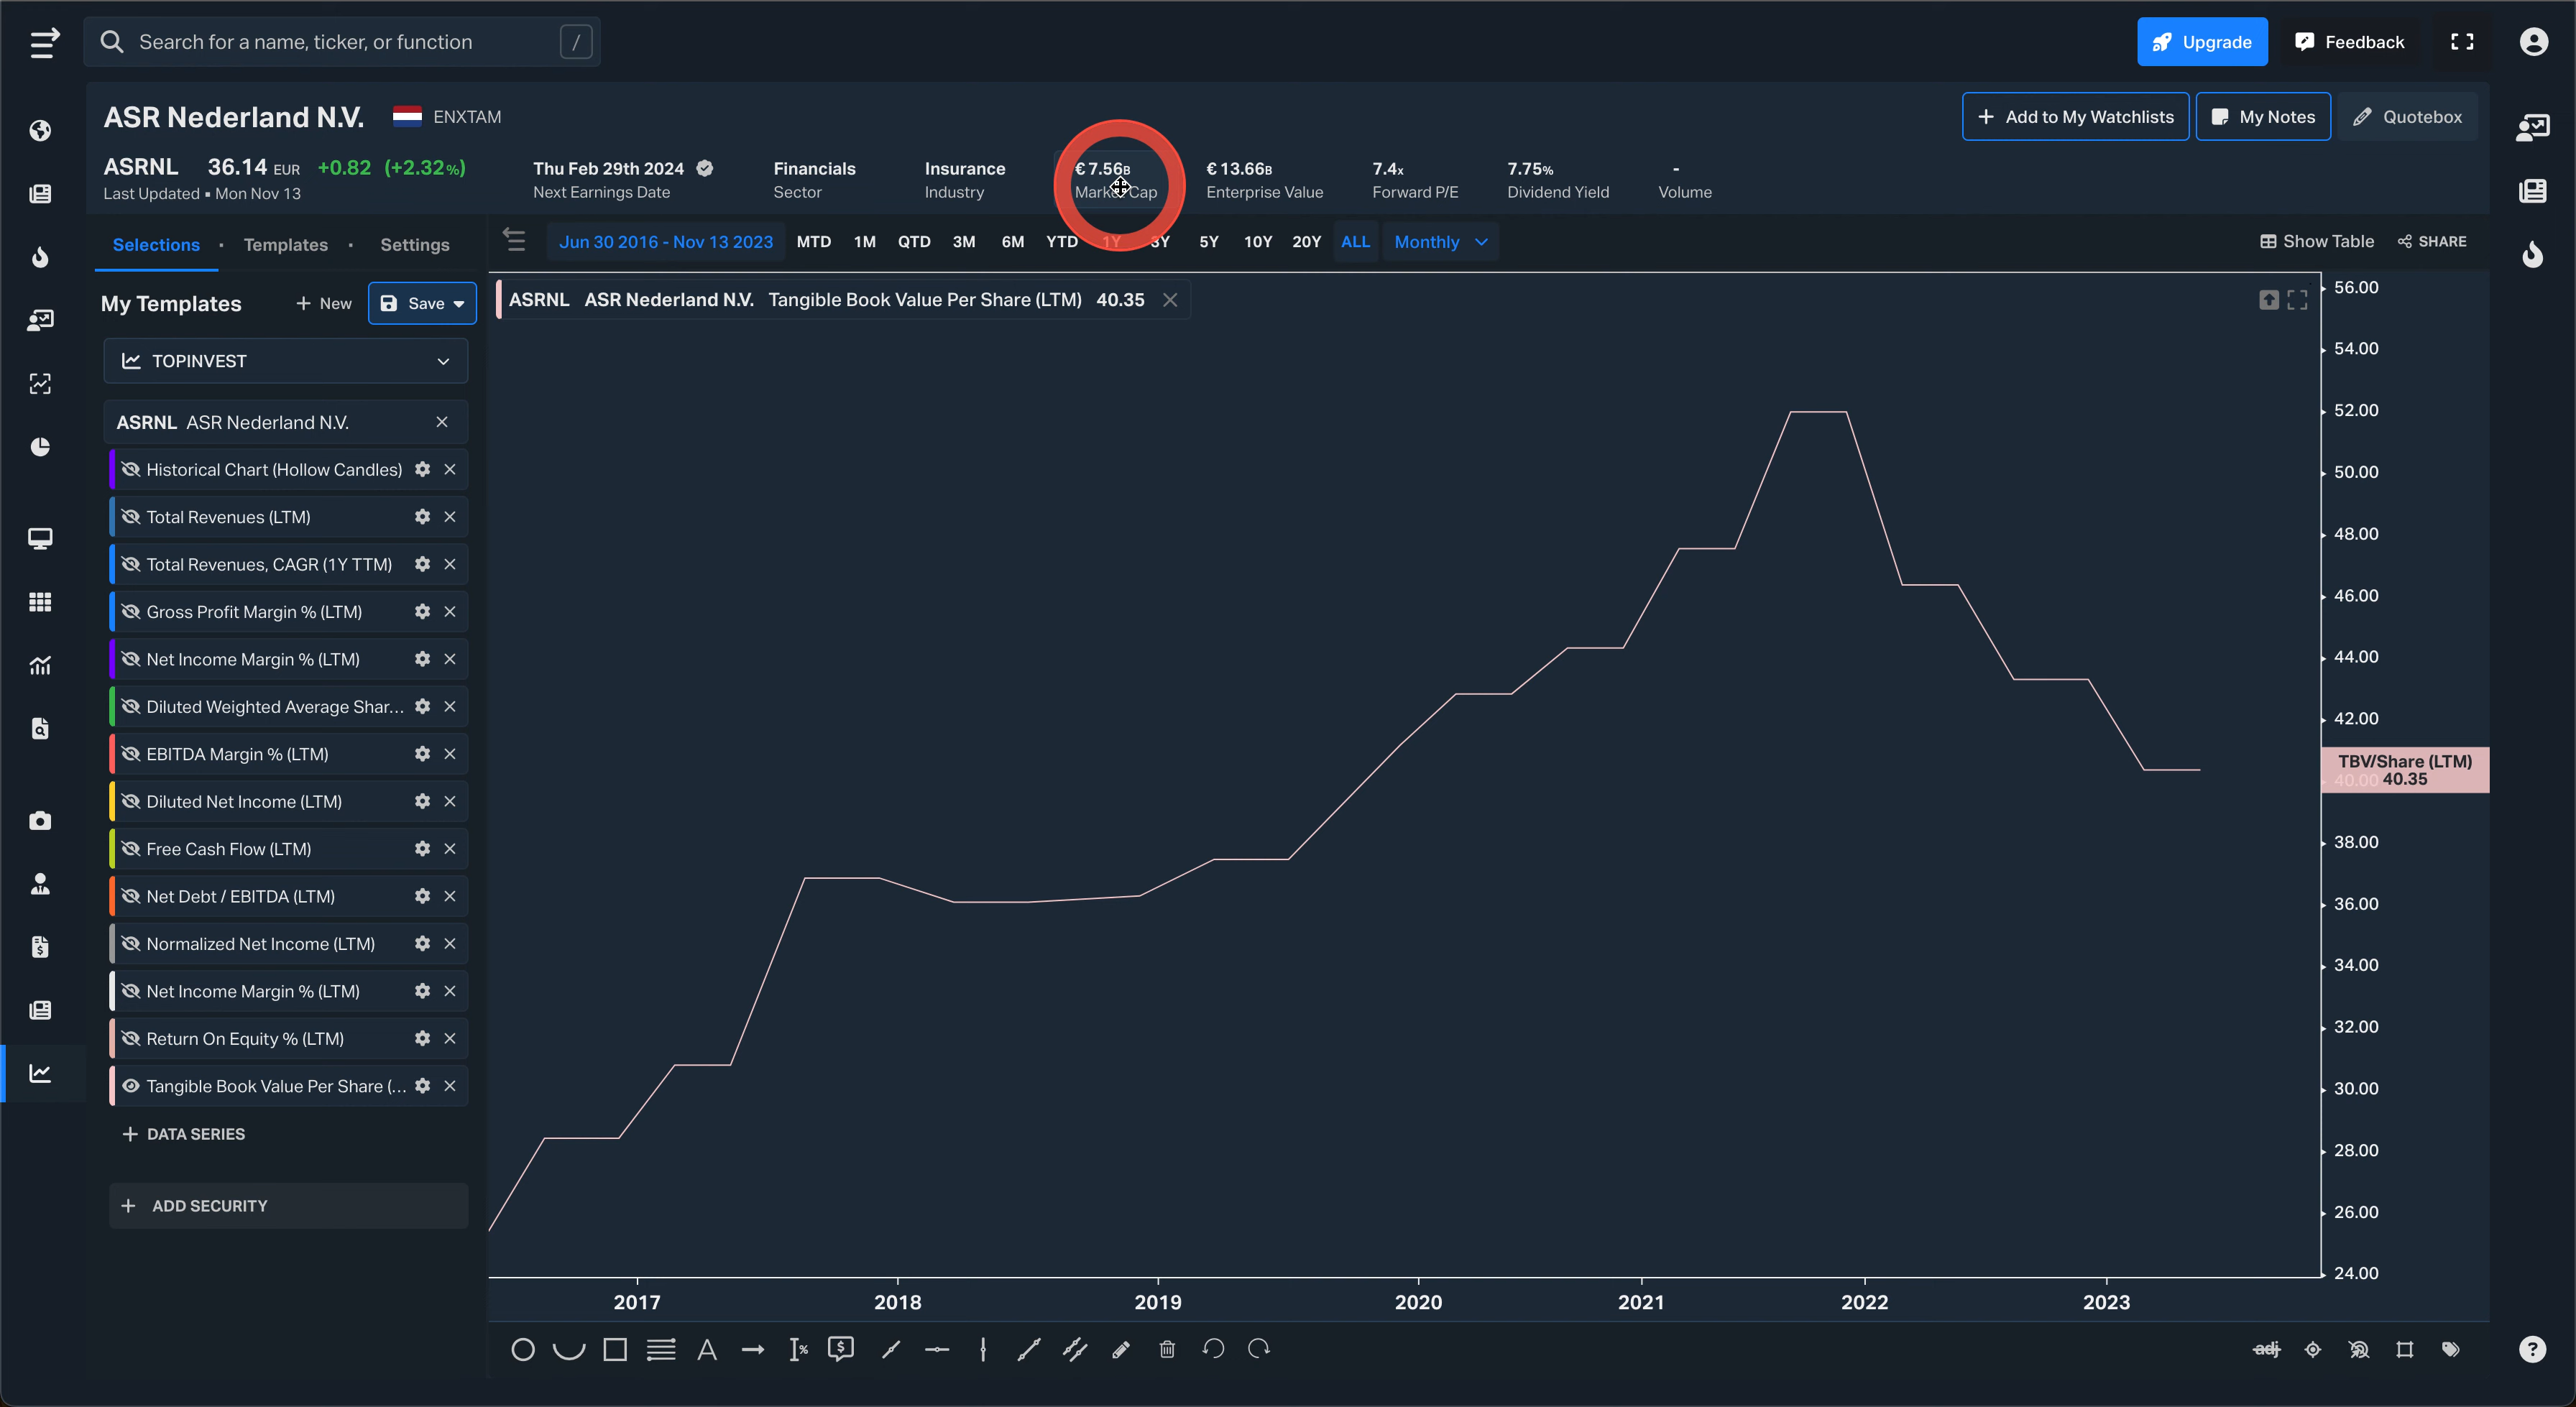 Search for a name, ticker, or function /
Upgrade Feedback
ASR Nederland N.V. ENXTAM
+ Add to My Watchlists My Notes Quotebox
ASRNL 36.14 EUR +0.82 (+2.32%)
Last Updated ▪ Mon Nov 13
Thu Feb 29th 2024
Next Earnings Date
Financials
Sector
Insurance
Industry
€7.56B
Market Cap
€13.66B
Enterprise Value
7.4x
Forward P/E
7.75%
Dividend Yield
-
Volume
Selections · Templates · Settings
Jun 30 2016 - Nov 13 2023 MTD 1M QTD 3M 6M YTD 1Y 3Y 5Y 10Y 20Y ALL Monthly
Show Table SHARE
My Templates + New Save
TOPINVEST
ASRNL ASR Nederland N.V.
Historical Chart (Hollow Candles)
Total Revenues (LTM)
Total Revenues, CAGR (1Y TTM)
Gross Profit Margin % (LTM)
Net Income Margin % (LTM)
Diluted Weighted Average Shar...
EBITDA Margin % (LTM)
Diluted Net Income (LTM)
Free Cash Flow (LTM)
Net Debt / EBITDA (LTM)
Normalized Net Income (LTM)
Net Income Margin % (LTM)
Return On Equity % (LTM)
Tangible Book Value Per Share (...
+ DATA SERIES
+ ADD SECURITY
ASRNL ASR Nederland N.V. Tangible Book Value Per Share (LTM) 40.35
56.00
54.00
52.00
50.00
48.00
46.00
44.00
42.00
TBV/Share (LTM)
40.00 40.35
38.00
36.00
34.00
32.00
30.00
28.00
26.00
24.00
2017 2018 2019 2020 2021 2022 2023
A % $ adj ?